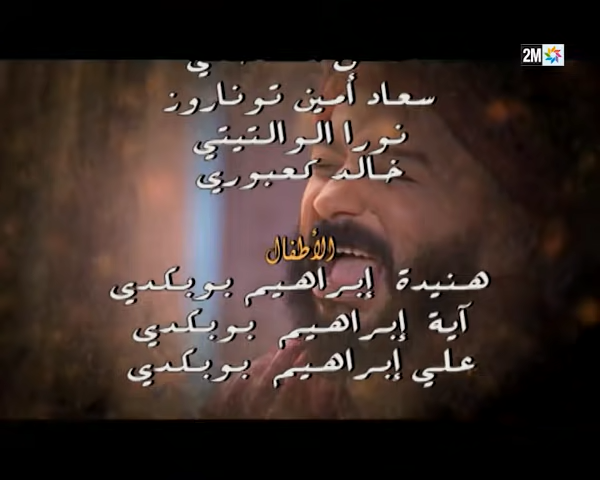 2M
سعاد أمين توناروز
نورا الوالتيتي
خالد كعبوري
الأطفال
هنيدة إبراهيم بوبكدي
آية إبراهيم بوبكدي
علي إبراهيم بوبكدي